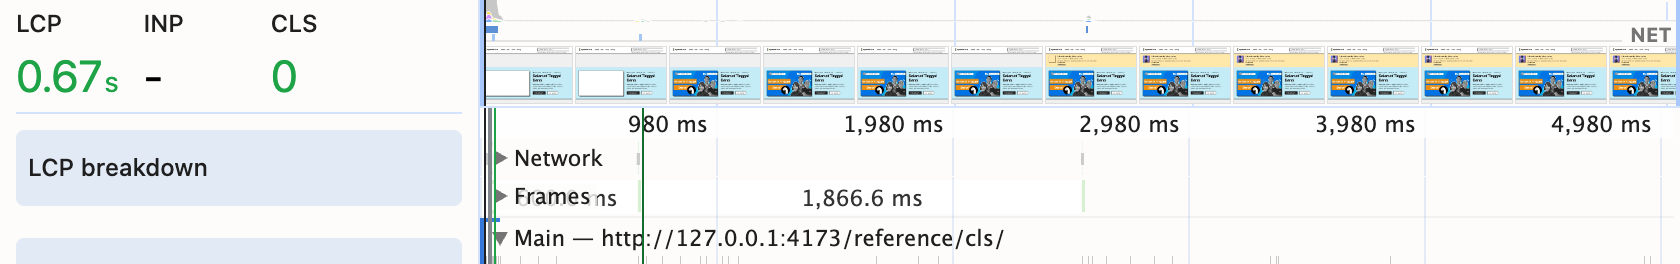 LCP INP CLS
0.67s - 0
NET
980 ms 1,980 ms 2,980 ms 3,980 ms 4,980 ms
LCP breakdown
Network
Frames ns 1,866.6 ms
Main — http://127.0.0.1:4173/reference/cls/